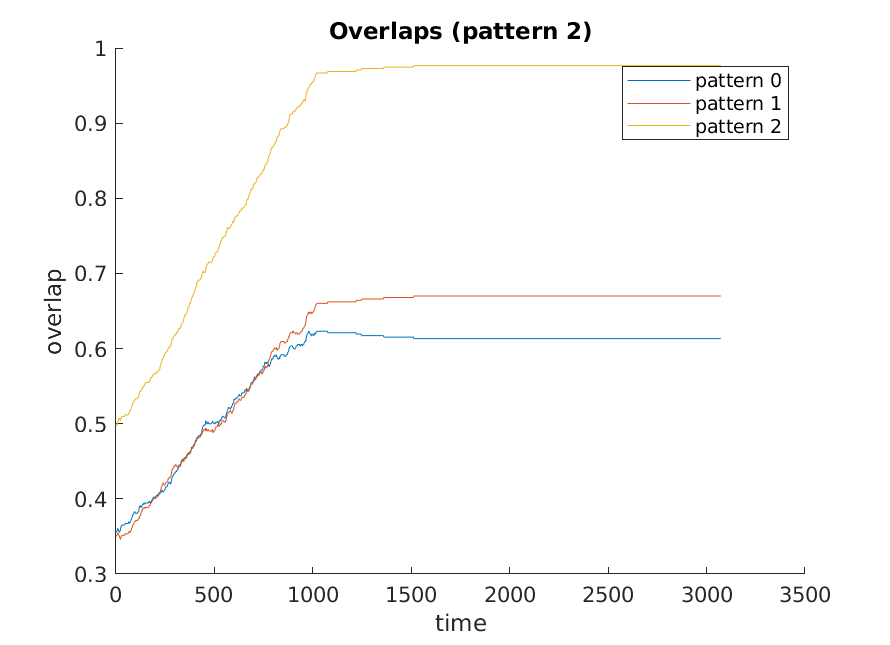 Overlaps (pattern 2)
1
0.9
0.8
0.7
0.6
0.5
0.4
0.3
overlap
pattern 0
pattern 1
pattern 2
0 500 1000 1500 2000 2500 3000 3500
time